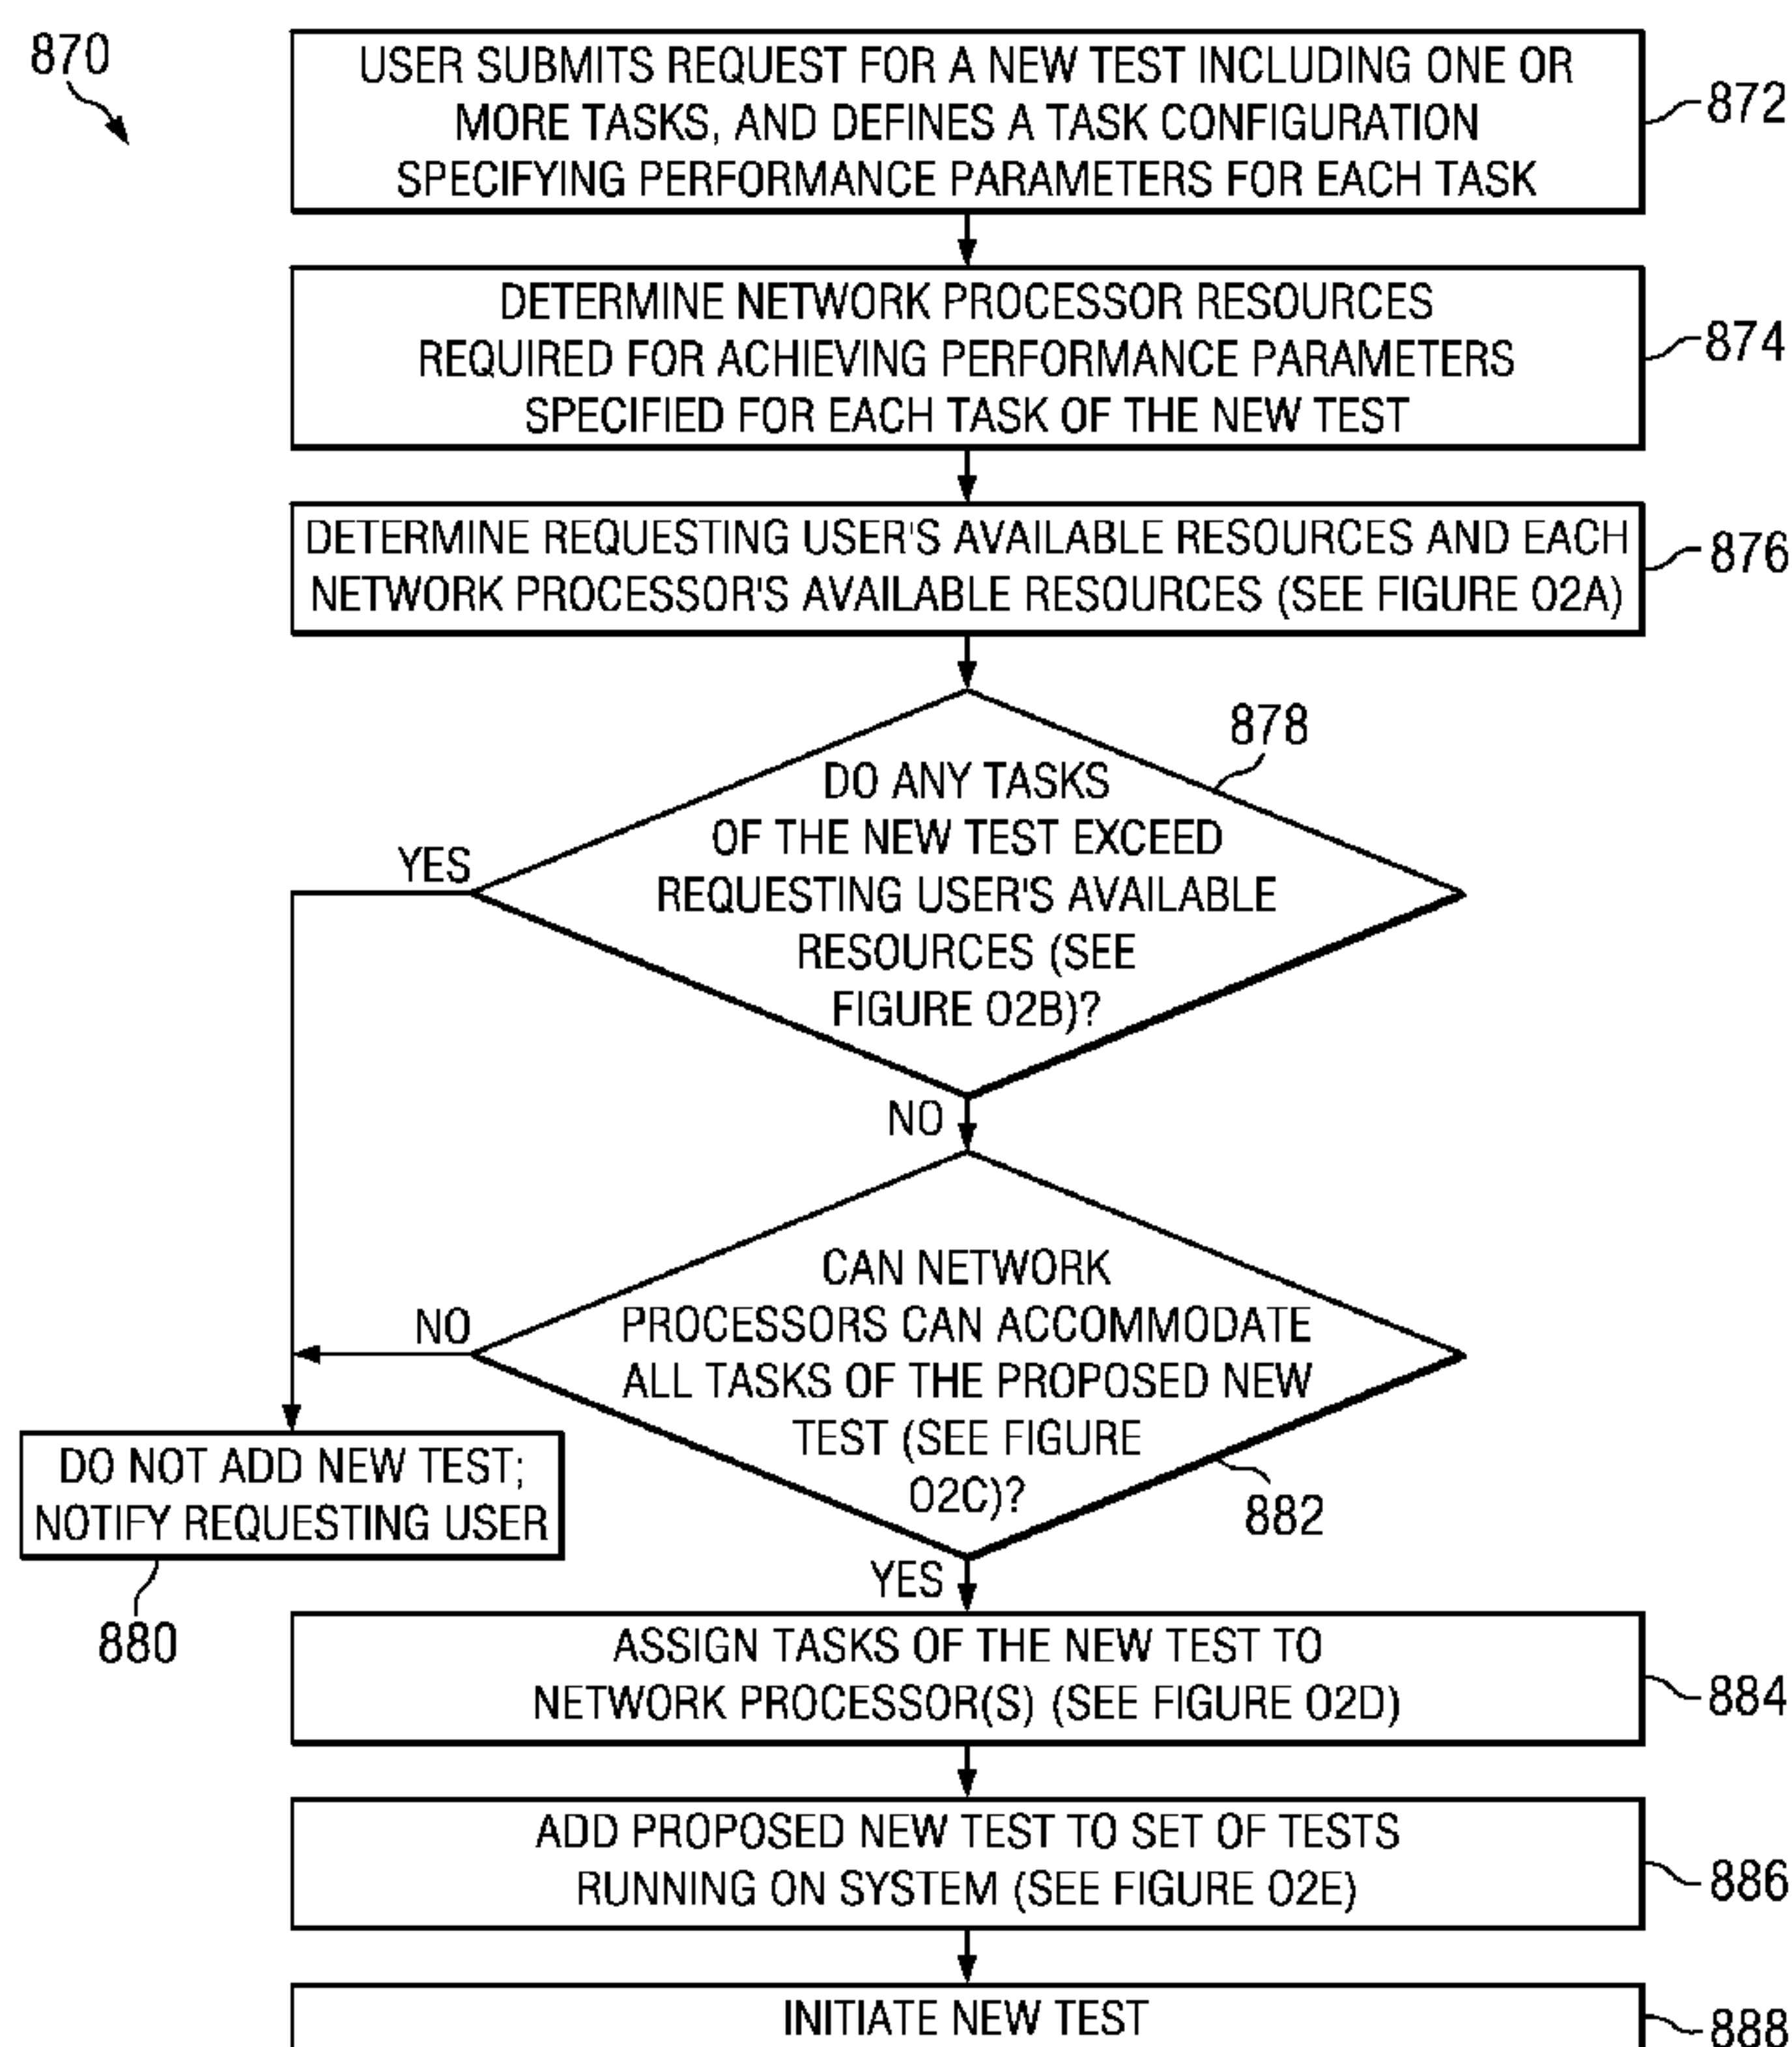 870
USER SUBMITS REQUEST FOR A NEW TEST INCLUDING ONE OR
MORE TASKS, AND DEFINES A TASK CONFIGURATION
SPECIFYING PERFORMANCE PARAMETERS FOR EACH TASK
872
DETERMINE NETWORK PROCESSOR RESOURCES
REQUIRED FOR ACHIEVING PERFORMANCE PARAMETERS
SPECIFIED FOR EACH TASK OF THE NEW TEST
874
DETERMINE REQUESTING USER'S AVAILABLE RESOURCES AND EACH
NETWORK PROCESSOR'S AVAILABLE RESOURCES (SEE FIGURE O2A)
876
878
DO ANY TASKS
OF THE NEW TEST EXCEED
REQUESTING USER'S AVAILABLE
RESOURCES (SEE
FIGURE O2B)?
YES
NO
CAN NETWORK
PROCESSORS CAN ACCOMMODATE
ALL TASKS OF THE PROPOSED NEW
TEST (SEE FIGURE
O2C)?
NO
882
DO NOT ADD NEW TEST;
NOTIFY REQUESTING USER
880
YES
ASSIGN TASKS OF THE NEW TEST TO
NETWORK PROCESSOR(S) (SEE FIGURE O2D)
884
ADD PROPOSED NEW TEST TO SET OF TESTS
RUNNING ON SYSTEM (SEE FIGURE O2E)
886
INITIATE NEW TEST
888